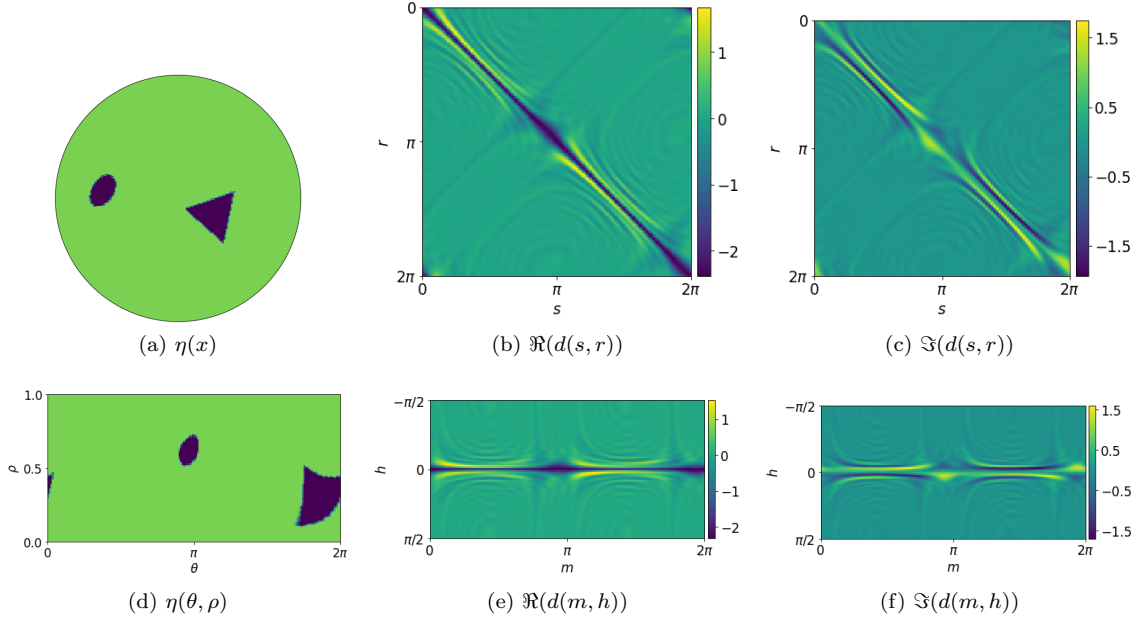 0
π
2π
r
0
π
2π
s
1
0
−1
−2
0
π
2π
r
0
π
2π
s
1.5
0.5
−0.5
−1.5
(a) η(x)
(b) ℜ(d(s, r))
(c) ℑ(d(s, r))
1.0
0.5
0.0
ρ
0
π
2π
θ
−π/2
0
π/2
h
0
π
2π
m
1
0
−1
−2
−π/2
0
π/2
h
0
π
2π
m
1.5
0.5
−0.5
−1.5
(d) η(θ, ρ)
(e) ℜ(d(m, h))
(f) ℑ(d(m, h))